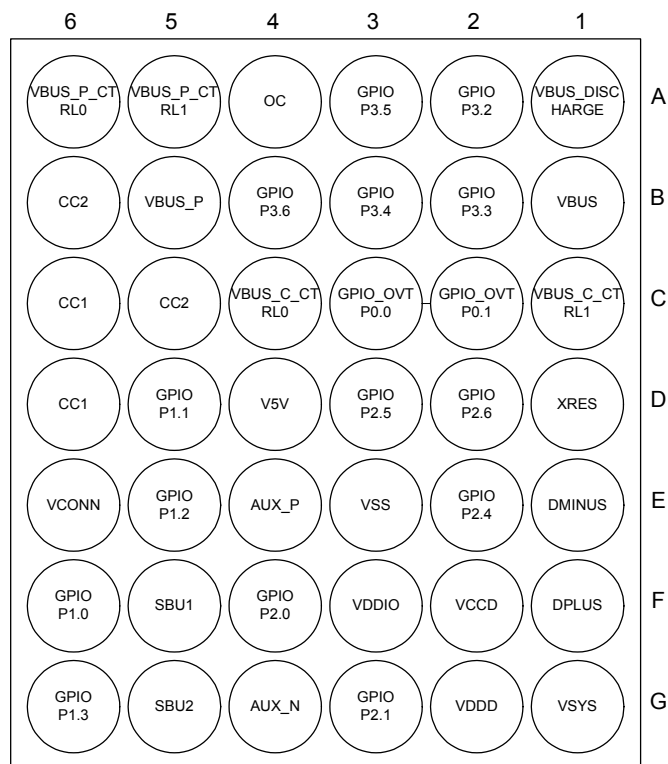 6 5 4 3 2 1
VBUS_P_CT VBUS_P_CT OC GPIO GPIO VBUS_DISC A
RL0 RL1 P3.5 P3.2 HARGE
CC2 VBUS_P GPIO GPIO GPIO VBUS B
P3.6 P3.4 P3.3
CC1 CC2 VBUS_C_CT GPIO_OVT GPIO_OVT VBUS_C_CT C
RL0 P0.0 P0.1 RL1
CC1 GPIO V5V GPIO GPIO XRES D
P1.1 P2.5 P2.6
VCONN GPIO AUX_P VSS GPIO DMINUS E
P1.2 P2.4
GPIO SBU1 GPIO VDDIO VCCD DPLUS F
P1.0 P2.0
GPIO SBU2 AUX_N GPIO VDDD VSYS G
P1.3 P2.1